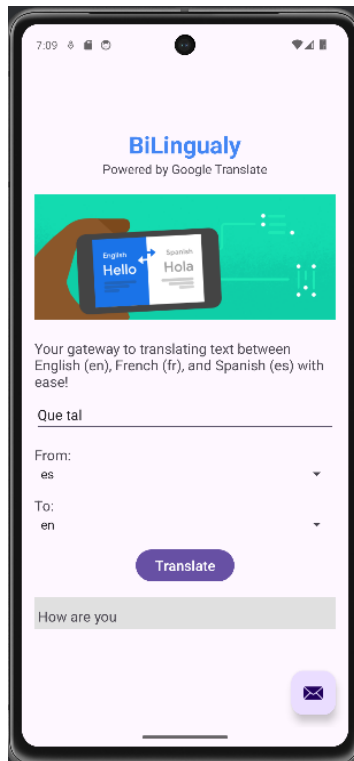 7:09
BiLingualy
Powered by Google Translate
English
Hello
Spanish
Hola
Your gateway to translating text between
English (en), French (fr), and Spanish (es) with
ease!
Que tal
From:
es
To:
en
Translate
How are you